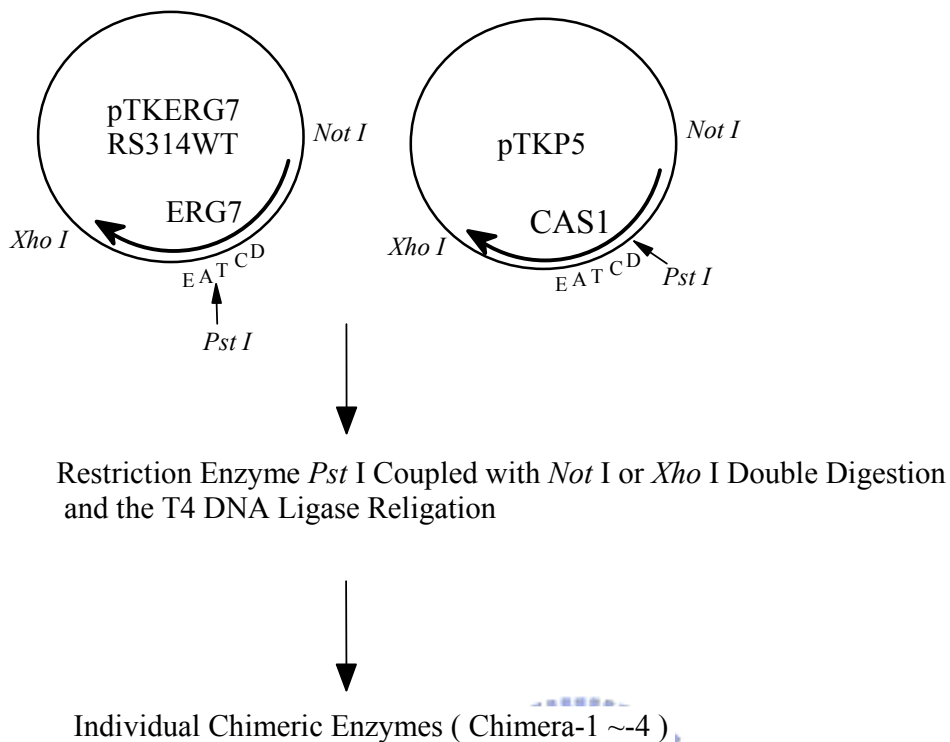 pTKERG7
RS314WT
Not I
ERG7
Xho I
E A T C D
Pst I
pTKP5
Not I
CAS1
Xho I
E A T C D
Pst I
Restriction Enzyme Pst I Coupled with Not I or Xho I Double Digestion
and the T4 DNA Ligase Religation
Individual Chimeric Enzymes ( Chimera-1 ~-4 )